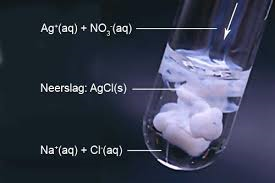 Ag⁺(aq) + NO₃⁻(aq)
Neerslag: AgCl(s)
Na⁺(aq) + Cl⁻(aq)